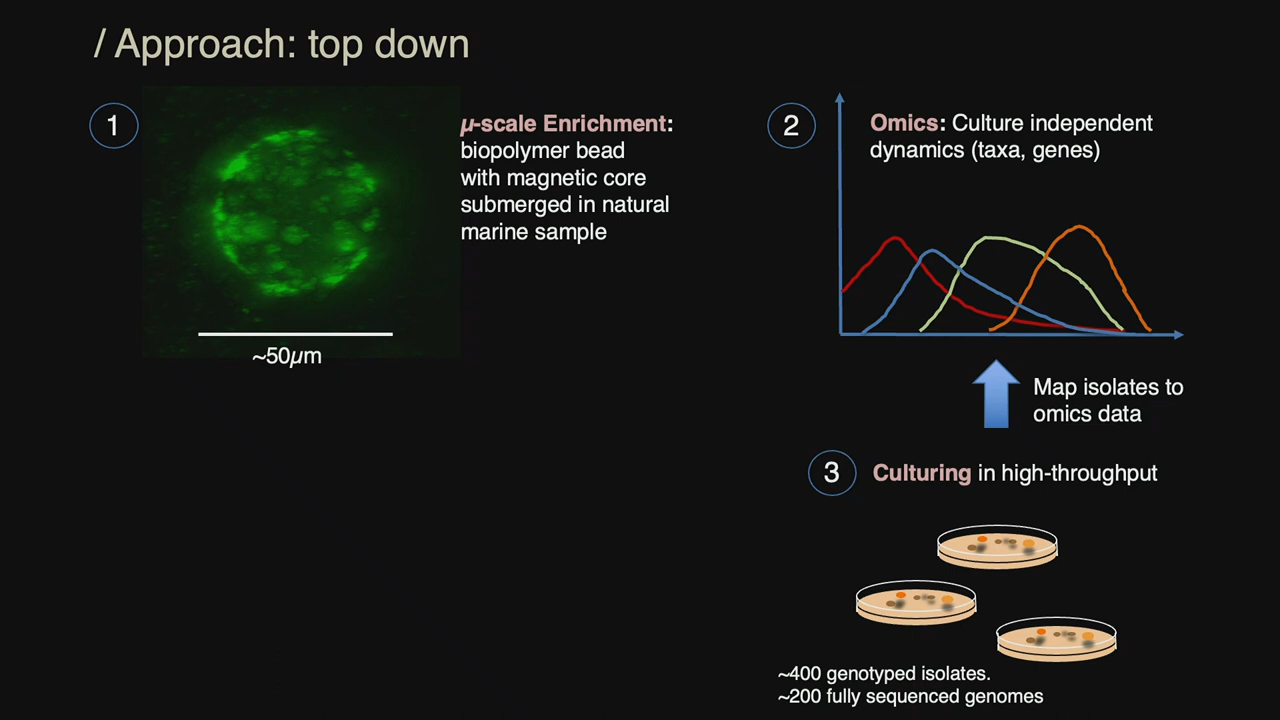 / Approach: top down
1
µ-scale Enrichment:
biopolymer bead
with magnetic core
submerged in natural
marine sample
~50µm
2
Omics: Culture independent
dynamics (taxa, genes)
Map isolates to
omics data
3
Culturing in high-throughput
~400 genotyped isolates.
~200 fully sequenced genomes